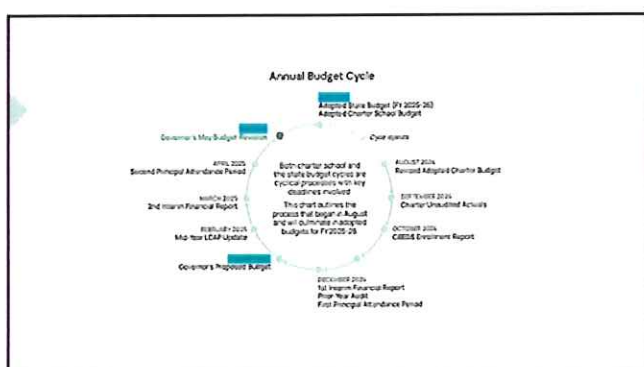 Annual Budget Cycle
Adopted State Budget (FY 2025-26)
Adopted Charter School Budget
Governor's May Budget Revision
Cycle repeats
APRIL 2025
Second Principal Attendance Period
AUGUST 2024
Revised Adopted Charter Budget
Both charter school and
the state budget cycles are
cyclical processes with key
deadlines involved
MARCH 2025
2nd Interim Financial Report
SEPTEMBER 2024
Charter Unaudited Actuals
This chart outlines the
process that began in August
and will culminate in adopted
budgets for FY2025-26
FEBRUARY 2025
Mid-Year LCAP Update
OCTOBER 2024
Enrollment Report
Governor's Proposed Budget
DECEMBER 2024
1st Interim Financial Report
Prior Year Audit
First Principal Attendance Period